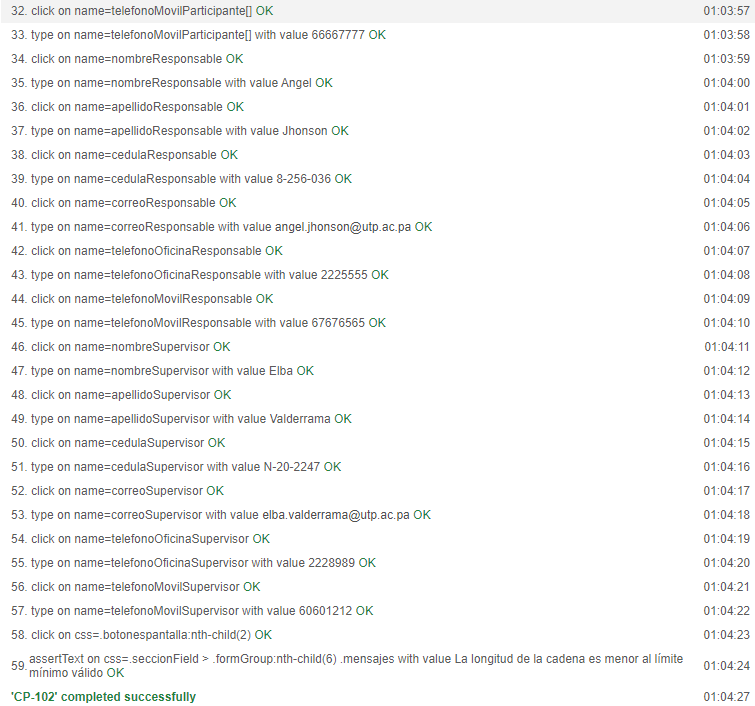 32. click on name=telefonoMovilParticipante[] OK 01:03:57
33. type on name=telefonoMovilParticipante[] with value 66667777 OK 01:03:58
34. click on name=nombreResponsable OK 01:03:59
35. type on name=nombreResponsable with value Angel OK 01:04:00
36. click on name=apellidoResponsable OK 01:04:01
37. type on name=apellidoResponsable with value Jhonson OK 01:04:02
38. click on name=cedulaResponsable OK 01:04:03
39. type on name=cedulaResponsable with value 8-256-036 OK 01:04:04
40. click on name=correoResponsable OK 01:04:05
41. type on name=correoResponsable with value angel.jhonson@utp.ac.pa OK 01:04:06
42. click on name=telefonoOficinaResponsable OK 01:04:07
43. type on name=telefonoOficinaResponsable with value 2225555 OK 01:04:08
44. click on name=telefonoMovilResponsable OK 01:04:09
45. type on name=telefonoMovilResponsable with value 67676565 OK 01:04:10
46. click on name=nombreSupervisor OK 01:04:11
47. type on name=nombreSupervisor with value Elba OK 01:04:12
48. click on name=apellidoSupervisor OK 01:04:13
49. type on name=apellidoSupervisor with value Valderrama OK 01:04:14
50. click on name=cedulaSupervisor OK 01:04:15
51. type on name=cedulaSupervisor with value N-20-2247 OK 01:04:16
52. click on name=correoSupervisor OK 01:04:17
53. type on name=correoSupervisor with value elba.valderrama@utp.ac.pa OK 01:04:18
54. click on name=telefonoOficinaSupervisor OK 01:04:19
55. type on name=telefonoOficinaSupervisor with value 2228989 OK 01:04:20
56. click on name=telefonoMovilSupervisor OK 01:04:21
57. type on name=telefonoMovilSupervisor with value 60601212 OK 01:04:22
58. click on css=.botonespantalla:nth-child(2) OK 01:04:23
59. assertText on css=.seccionField > .formGroup:nth-child(6) .mensajes with value La longitud de la cadena es menor al límite 01:04:24
mínimo válido OK
'CP-102' completed successfully 01:04:27